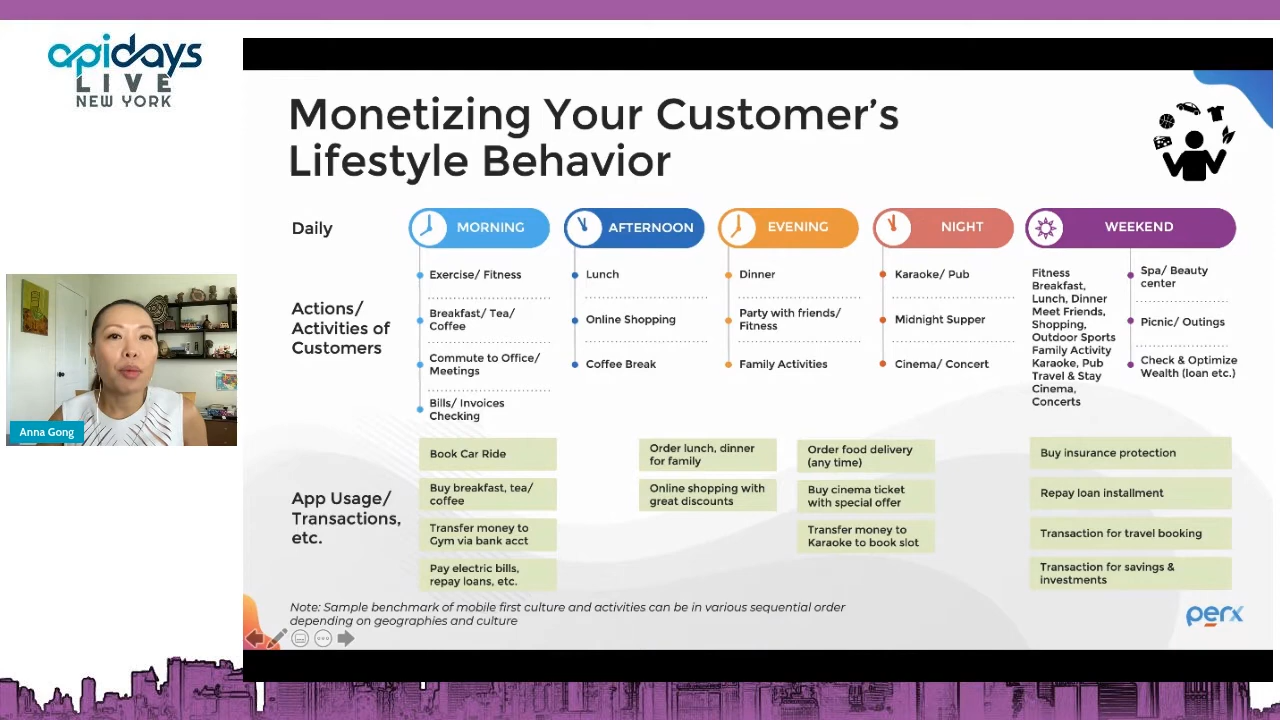 apidays
LIVE
NEW YORK
Monetizing Your Customer's
Lifestyle Behavior
Daily
MORNING
AFTERNOON
EVENING
NIGHT
WEEKEND
Actions/
Activities of
Customers
Exercise/ Fitness
Breakfast/ Tea/
Coffee
Commute to Office/
Meetings
Bills/ Invoices
Checking
Lunch
Online Shopping
Coffee Break
Dinner
Party with friends/
Fitness
Family Activities
Karaoke/ Pub
Midnight Supper
Cinema/ Concert
Fitness
Breakfast,
Lunch, Dinner
Meet Friends,
Shopping,
Outdoor Sports
Family Activity
Karaoke, Pub
Travel & Stay
Cinema,
Concerts
Spa/ Beauty
center
Picnic/ Outings
Check & Optimize
Wealth (loan etc.)
Anna Gong
App Usage/
Transactions,
etc.
Book Car Ride
Buy breakfast, tea/
coffee
Transfer money to
Gym via bank acct
Pay electric bills,
repay loans, etc.
Order lunch, dinner
for family
Online shopping with
great discounts
Order food delivery
(any time)
Buy cinema ticket
with special offer
Transfer money to
Karaoke to book slot
Buy insurance protection
Repay loan installment
Transaction for travel booking
Transaction for savings &
investments
Note: Sample benchmark of mobile first culture and activities can be in various sequential order
depending on geographies and culture
perx